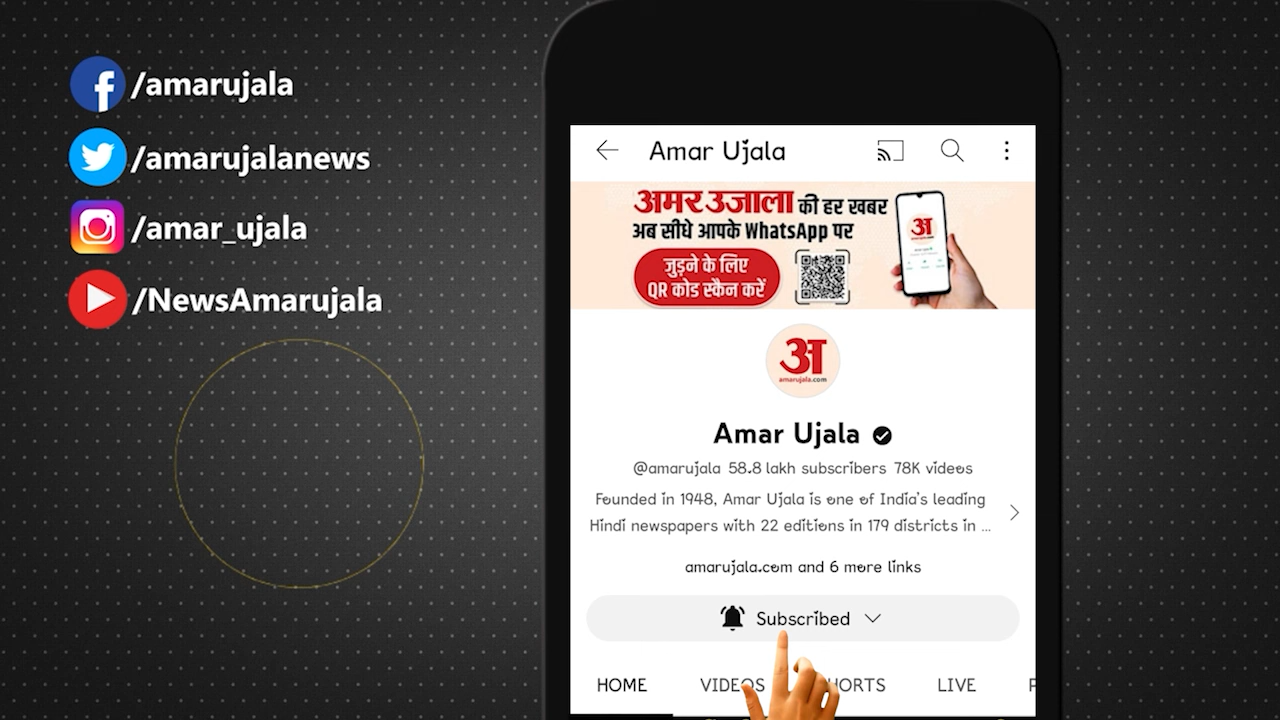 /amarujala
/amarujalanews
/amar_ujala
/NewsAmarujala
Amar Ujala
अमर उजाला की हर खबर
अब सीधे आपके WhatsApp पर
जुड़ने के लिए
QR कोड स्कैन करें
अ
अ
amarujala.com
Amar Ujala
@amarujala 58.8 lakh subscribers 78K videos
Founded in 1948, Amar Ujala is one of India's leading
Hindi newspapers with 22 editions in 179 districts in ...
amarujala.com and 6 more links
Subscribed
HOME VIDEOS HORTS LIVE